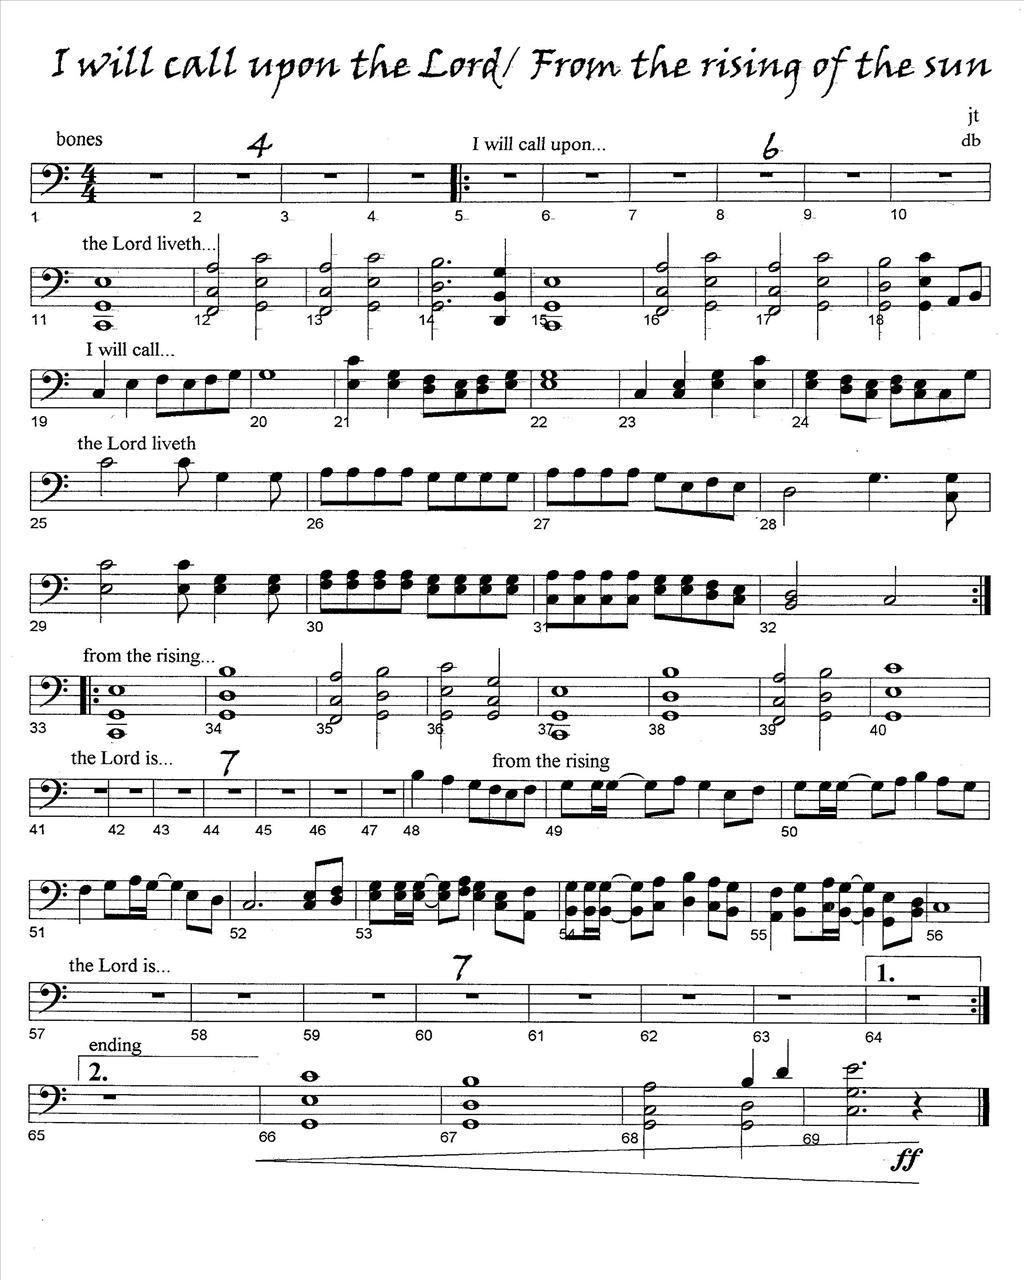 I will call upon the Lord/ From the rising of the sun
jt
bones 4 I will call upon... 6 db
1 2 3 4 5 6 7 8 9 10
the Lord liveth...
11 12 13 14 15 16 17 18
I will call...
19 20 21 22 23 24
the Lord liveth
25 26 27 28
29 30 31 32
from the rising...
33 34 35 36 37 38 39 40
the Lord is... 7 from the rising
41 42 43 44 45 46 47 48 49 50
51 52 53 54 55 56
the Lord is... 7 1.
57 58 59 60 61 62 63 64
ending
2.
65 66 67 68 69
ff